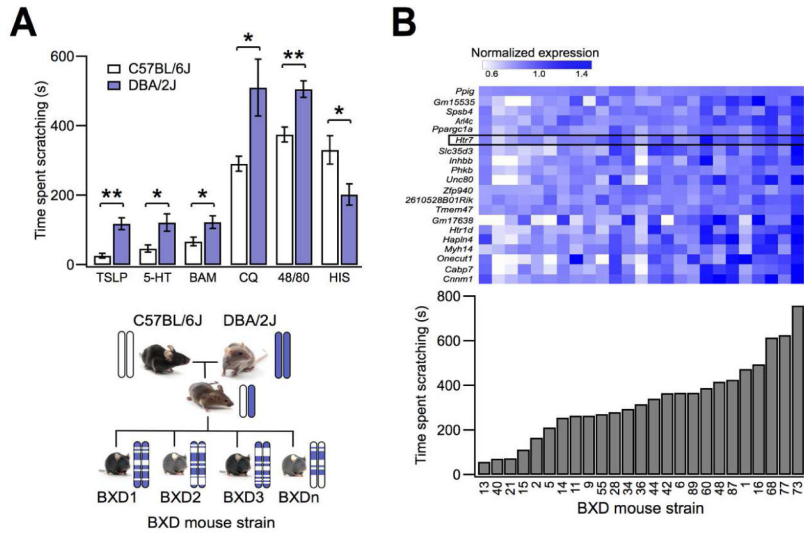 A
Time spent scratching (s)
600
400
200
0
C57BL/6J
DBA/2J
** * * * ** *
TSLP 5-HT BAM CQ 48/80 HIS
C57BL/6J DBA/2J
BXD1 BXD2 BXD3 BXDn
BXD mouse strain
B
Normalized expression
0.6 1.0 1.4
Ppig
Gm15535
Spsb4
Arl4c
Ppargc1a
Htr7
Slc35d3
Inhbb
Phkb
Unc80
Zfp940
2610528B01Rik
Tmem47
Gm17638
Htr1d
Hapln4
Myh14
Onecut1
Cabp7
Cnnm1
Time spent scratching (s)
800
600
400
200
0
13 40 21 15 2 5 14 11 9 55 28 34 36 44 42 6 89 60 48 87 1 16 68 77 73
BXD mouse strain